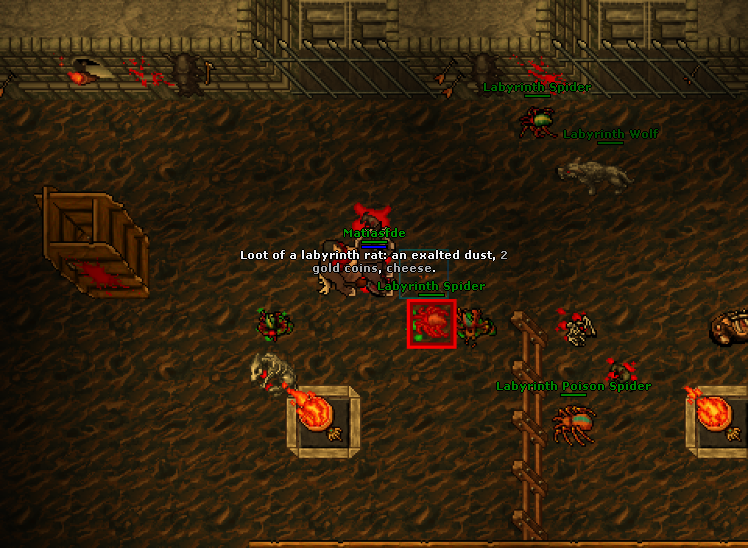 Labyrinth Spider
Labyrinth Wolf
Matiasfde
Loot of a labyrinth rat: an exalted dust, 2
gold coins, cheese.
Labyrinth Spider
Labyrinth Poison Spider